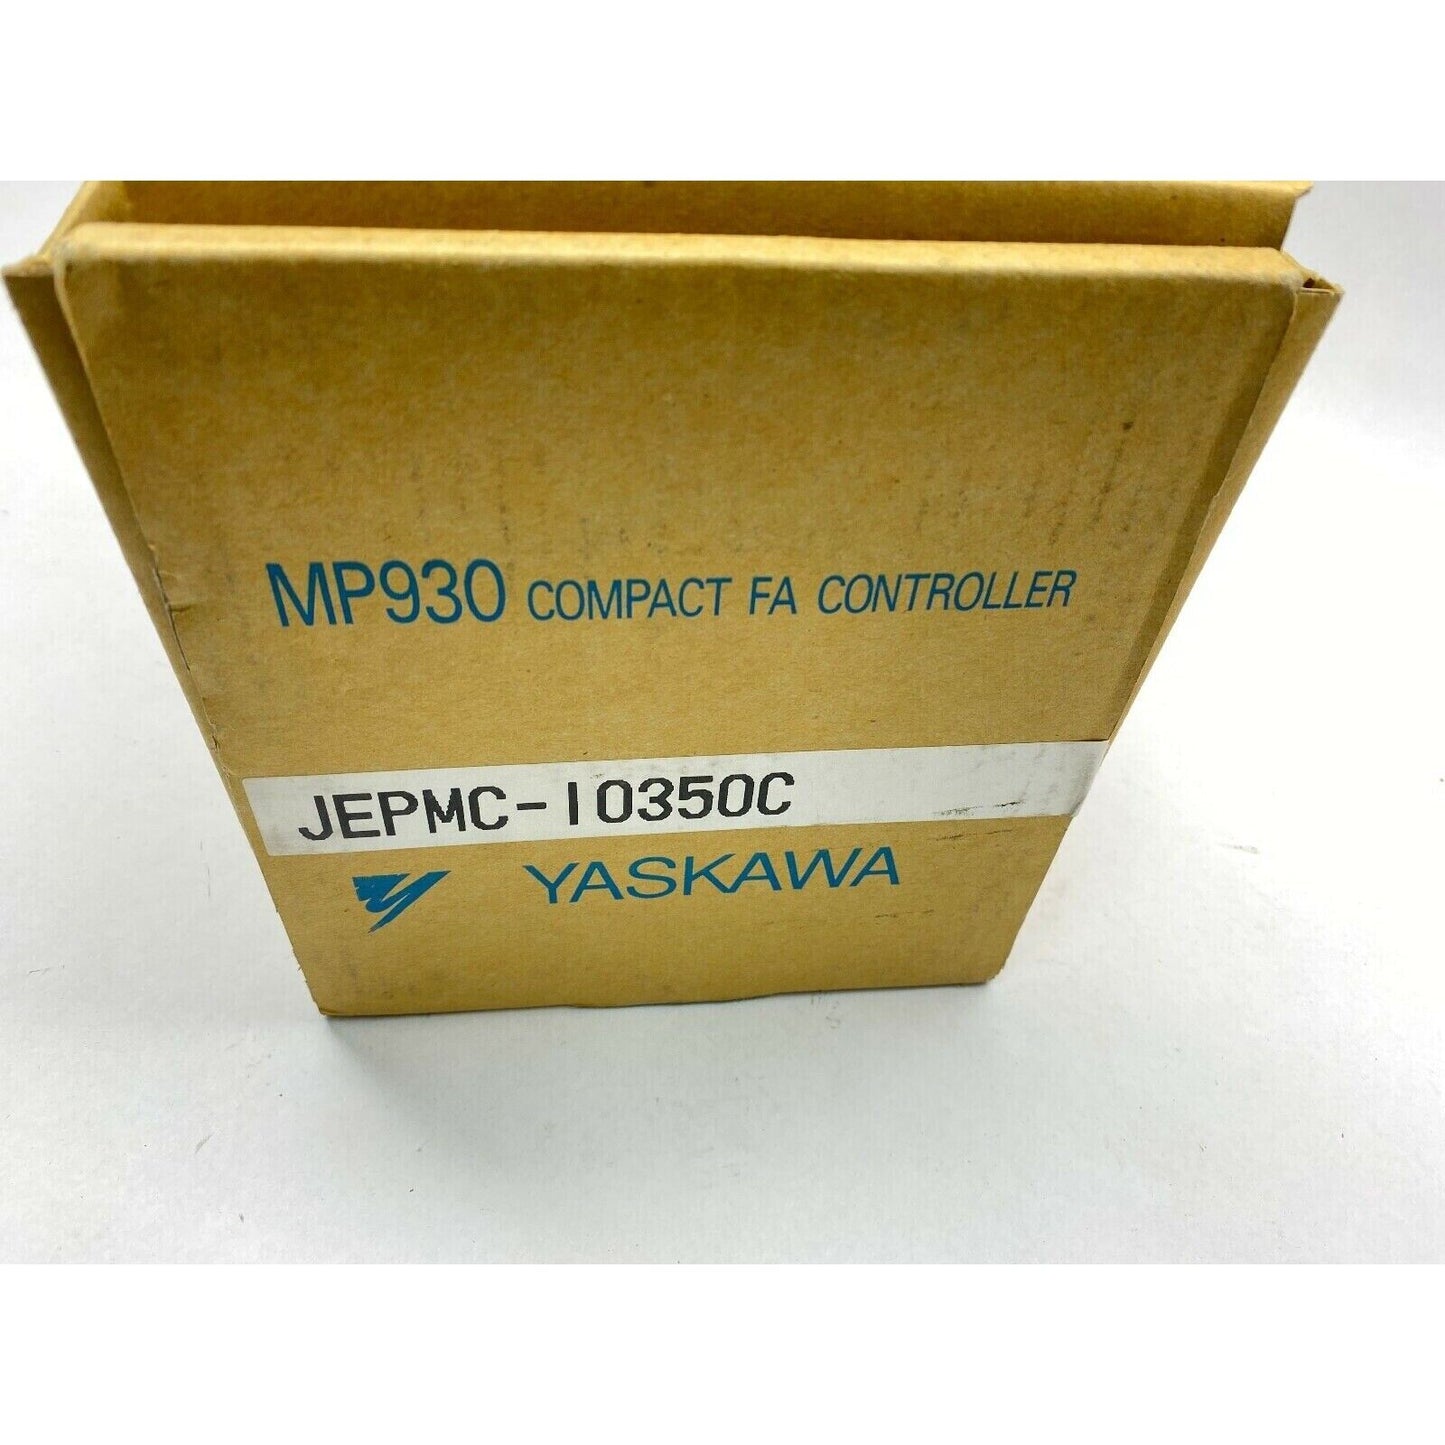 MP930 COMPACT FA CONTROLLER
JEPMC-IO350C
YASKAWA